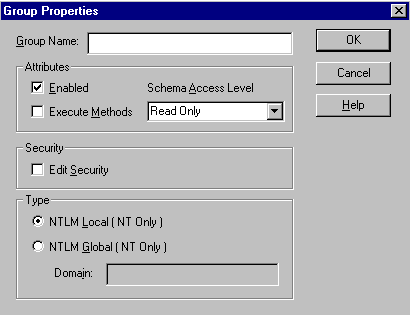 Group Properties
Group Name:
OK
Attributes
Cancel
Enabled
Schema Access Level
Execute Methods
Read Only
Help
Security
Edit Security
Type
NTLM Local ( NT Only )
NTLM Global ( NT Only )
Domain: